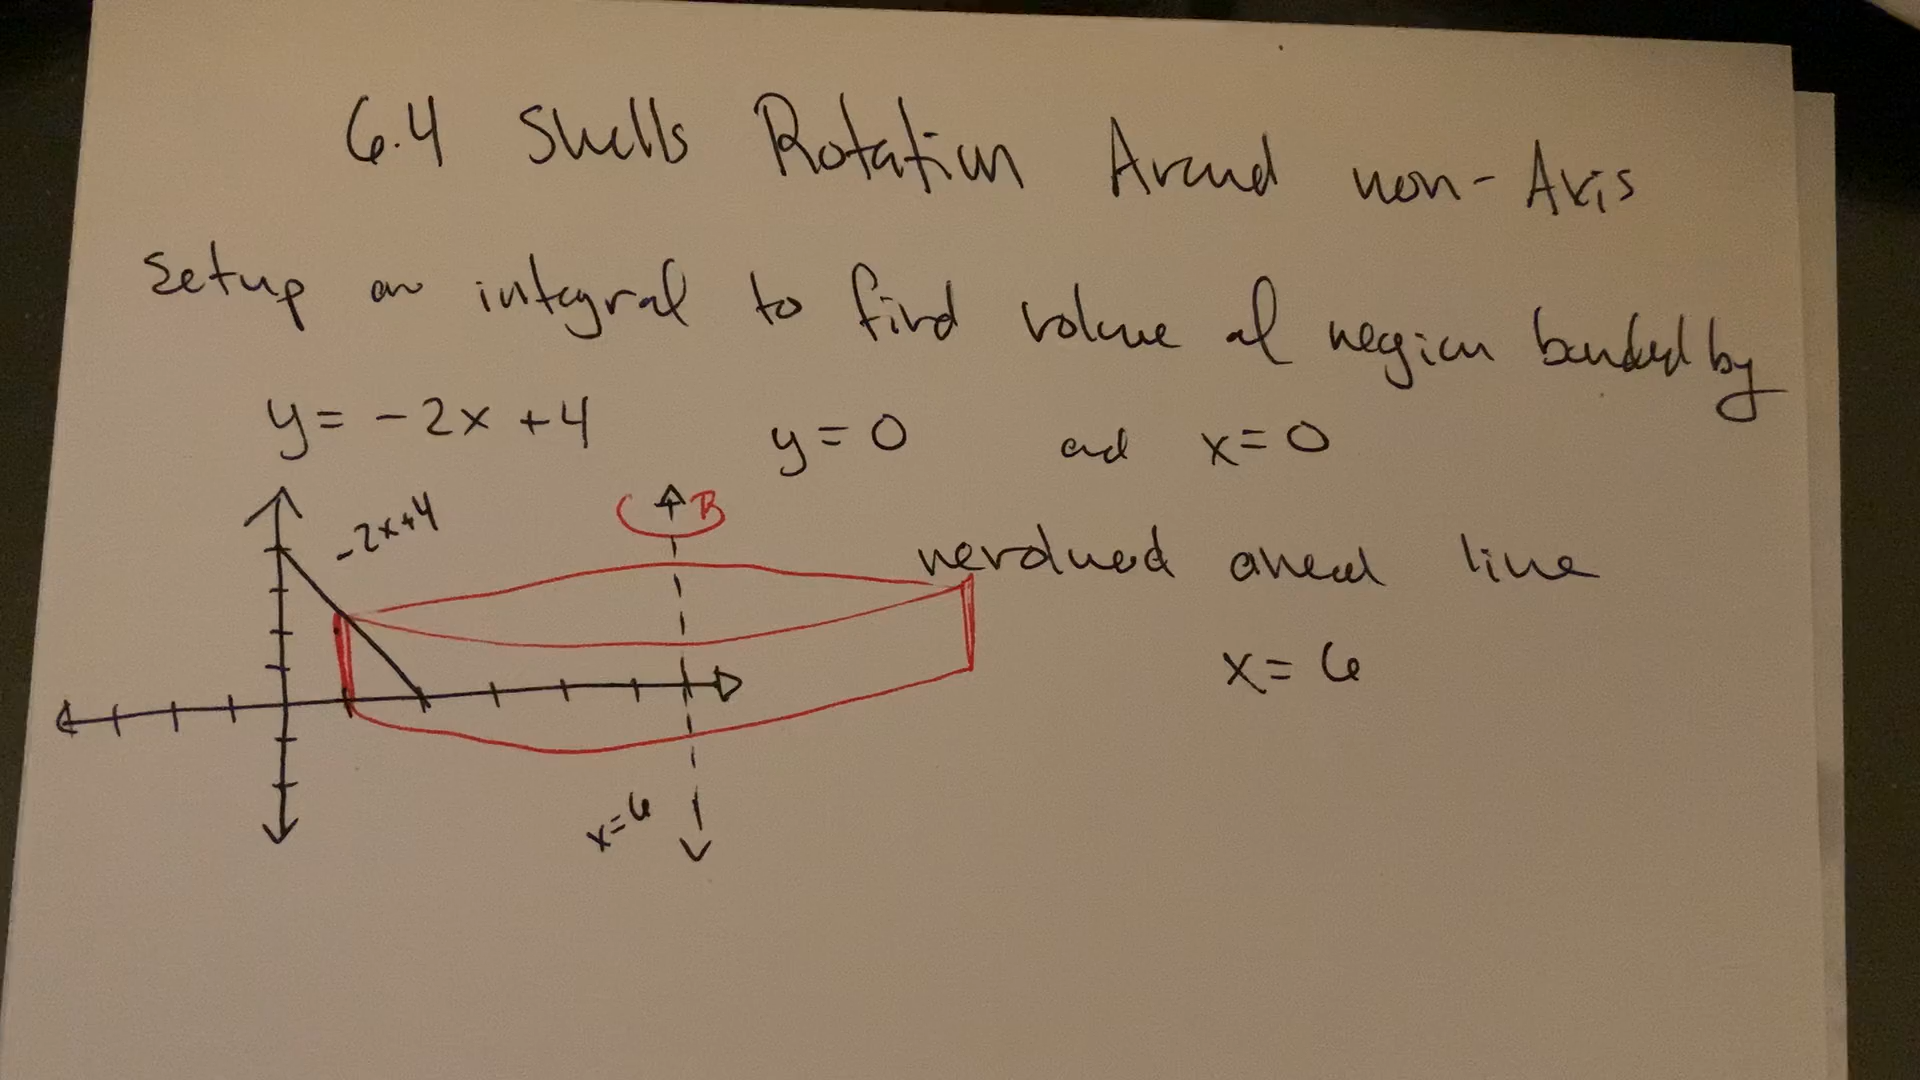 6.4 Shells Rotation Around non-Axis
Setup an integral to find volume of region bounded by
y = -2x + 4 y = 0 and x = 0
-2x+4
revolved around line
x = 6
x=6